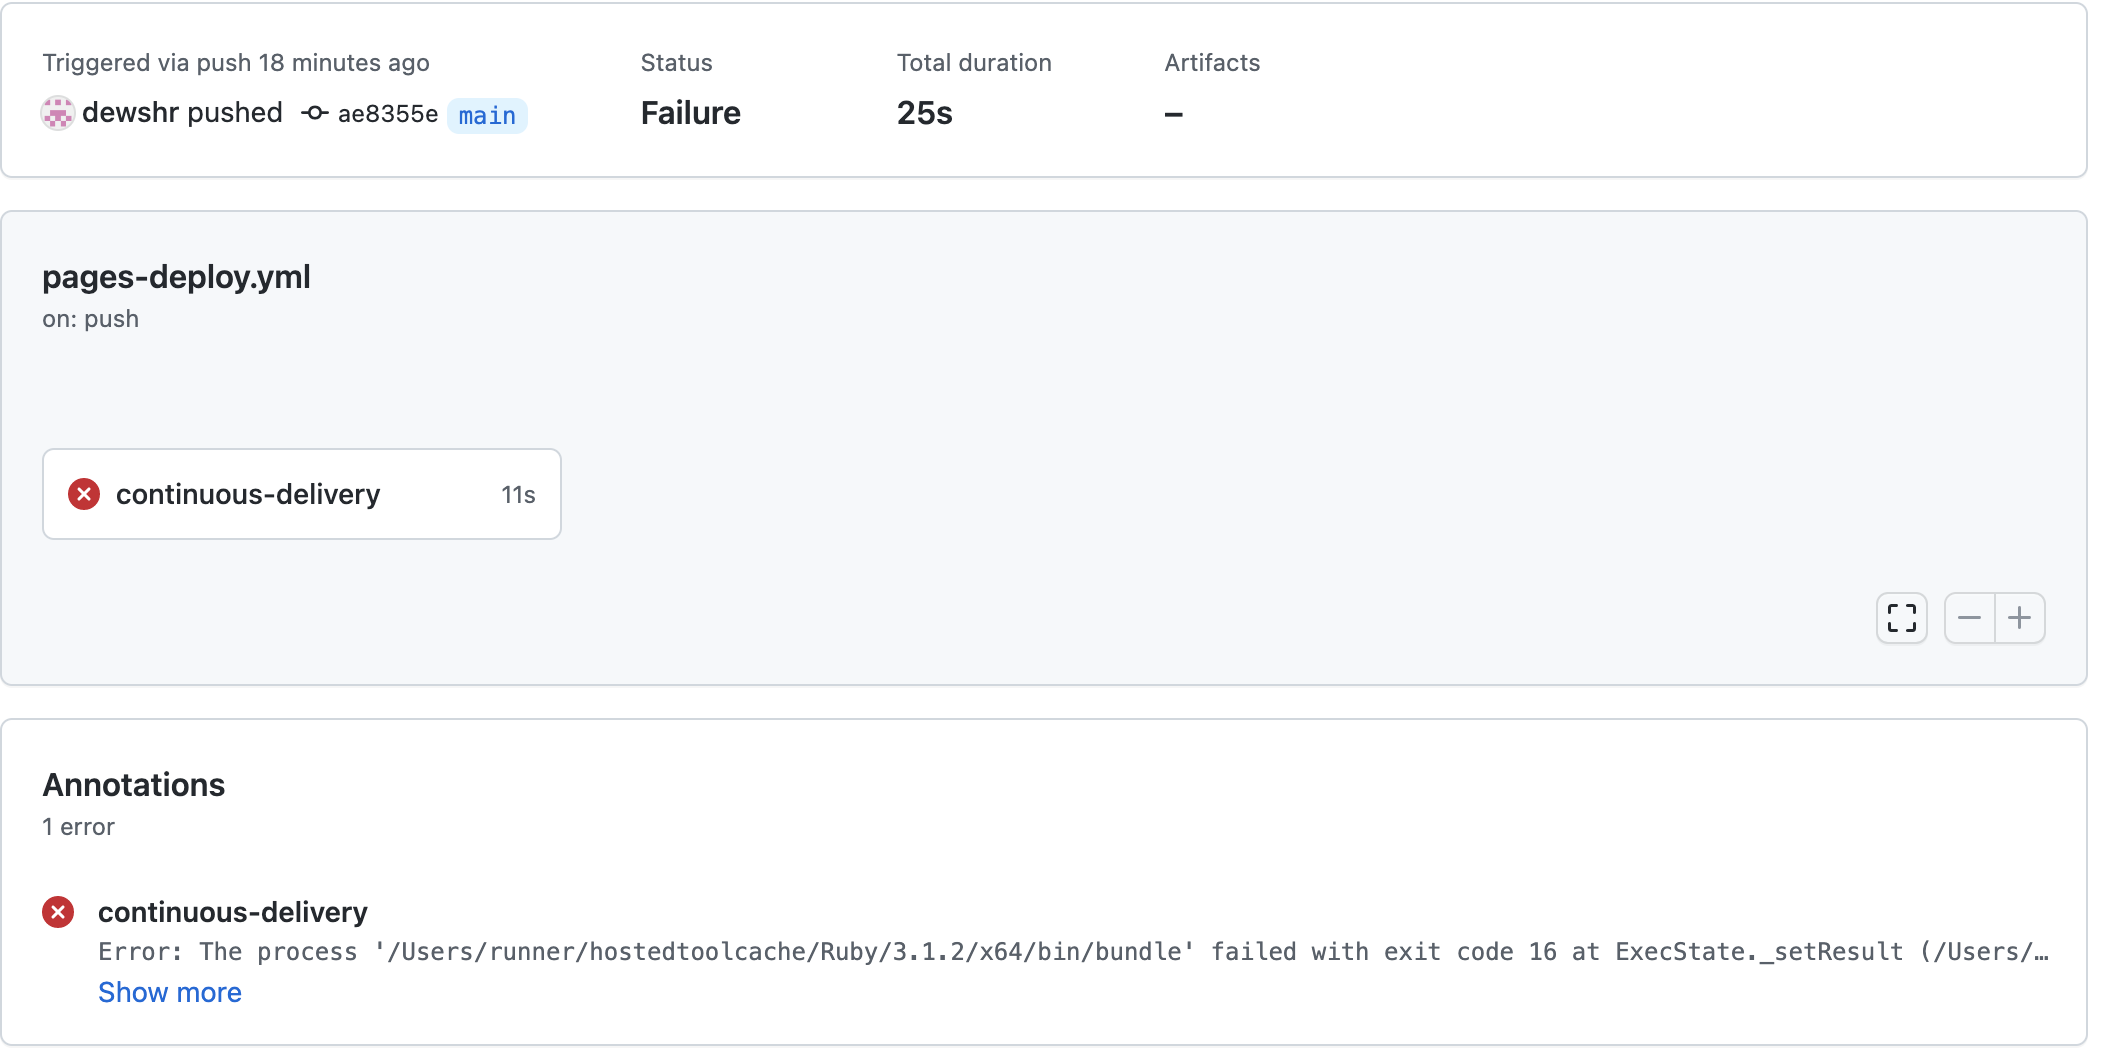 Triggered via push 18 minutes ago
dewshr pushed ae8355e main
Status
Failure
Total duration
25s
Artifacts
–
pages-deploy.yml
on: push
continuous-delivery 11s
Annotations
1 error
continuous-delivery
Error: The process '/Users/runner/hostedtoolcache/Ruby/3.1.2/x64/bin/bundle' failed with exit code 16 at ExecState._setResult (/Users/…
Show more